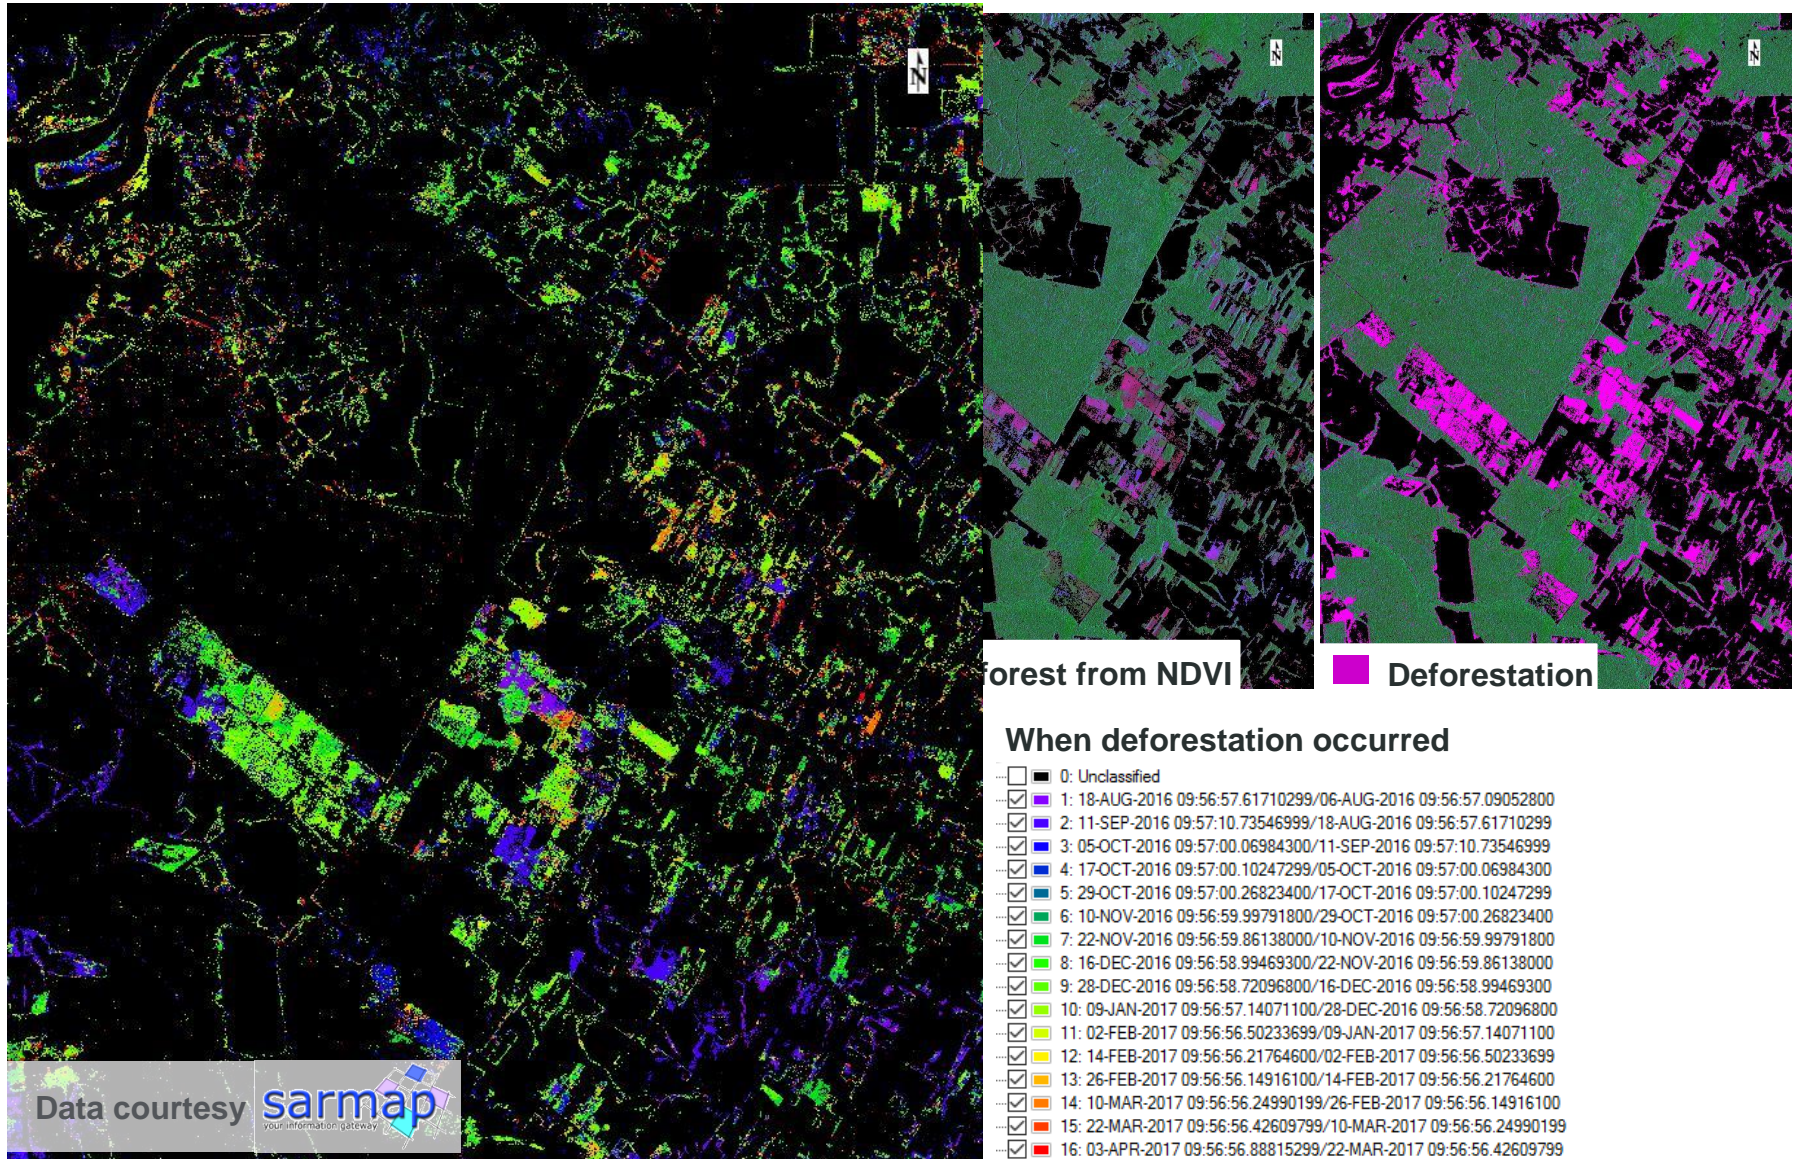 N
N
N
forest from NDVI
Deforestation
When deforestation occurred
0: Unclassified
1: 18-AUG-2016 09:56:57.61710299/06-AUG-2016 09:56:57.09052800
2: 11-SEP-2016 09:57:10.73546999/18-AUG-2016 09:56:57.61710299
3: 05-OCT-2016 09:57:00.06984300/11-SEP-2016 09:57:10.73546999
4: 17-OCT-2016 09:57:00.10247299/05-OCT-2016 09:57:00.06984300
5: 29-OCT-2016 09:57:00.26823400/17-OCT-2016 09:57:00.10247299
6: 10-NOV-2016 09:56:59.99791800/29-OCT-2016 09:57:00.26823400
7: 22-NOV-2016 09:56:59.86138000/10-NOV-2016 09:56:59.99791800
8: 16-DEC-2016 09:56:58.99469300/22-NOV-2016 09:56:59.86138000
9: 28-DEC-2016 09:56:58.72096800/16-DEC-2016 09:56:58.99469300
10: 09-JAN-2017 09:56:57.14071100/28-DEC-2016 09:56:58.72096800
11: 02-FEB-2017 09:56:56.50233699/09-JAN-2017 09:56:57.14071100
12: 14-FEB-2017 09:56:56.21764600/02-FEB-2017 09:56:56.50233699
13: 26-FEB-2017 09:56:56.14916100/14-FEB-2017 09:56:56.21764600
14: 10-MAR-2017 09:56:56.24990199/26-FEB-2017 09:56:56.14916100
15: 22-MAR-2017 09:56:56.42609799/10-MAR-2017 09:56:56.24990199
16: 03-APR-2017 09:56:56.88815299/22-MAR-2017 09:56:56.42609799
Data courtesy sarmap
your information gateway